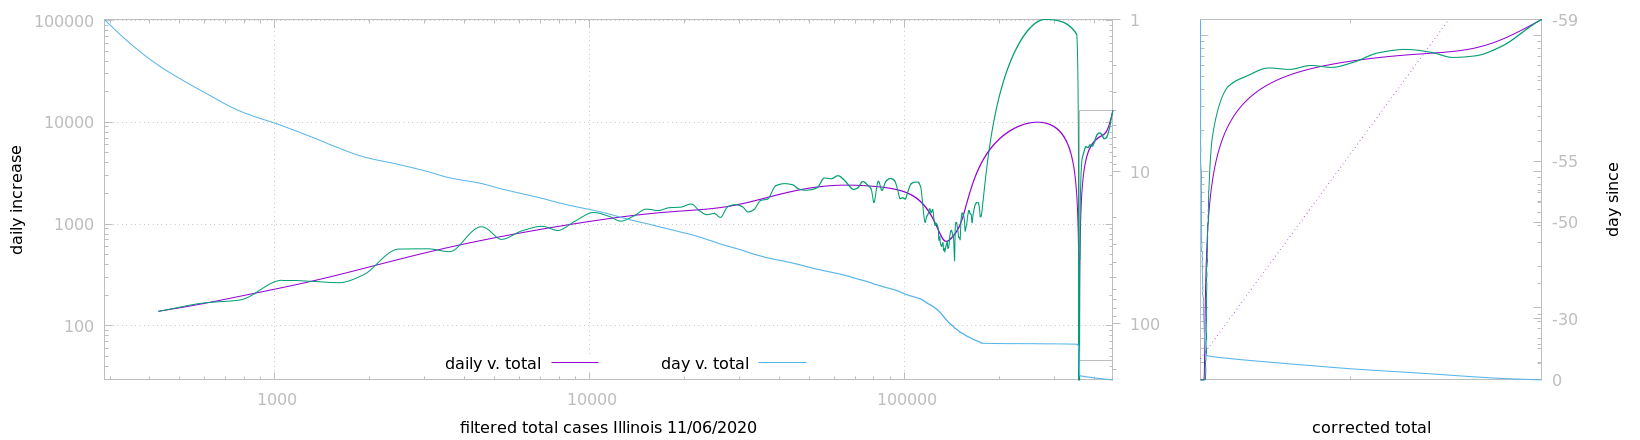 100000
10000
1000
100
daily increase
1
10
100
daily v. total
day v. total
1000
10000
100000
filtered total cases Illinois 11/06/2020
-59
-55
-50
-30
0
day since
corrected total